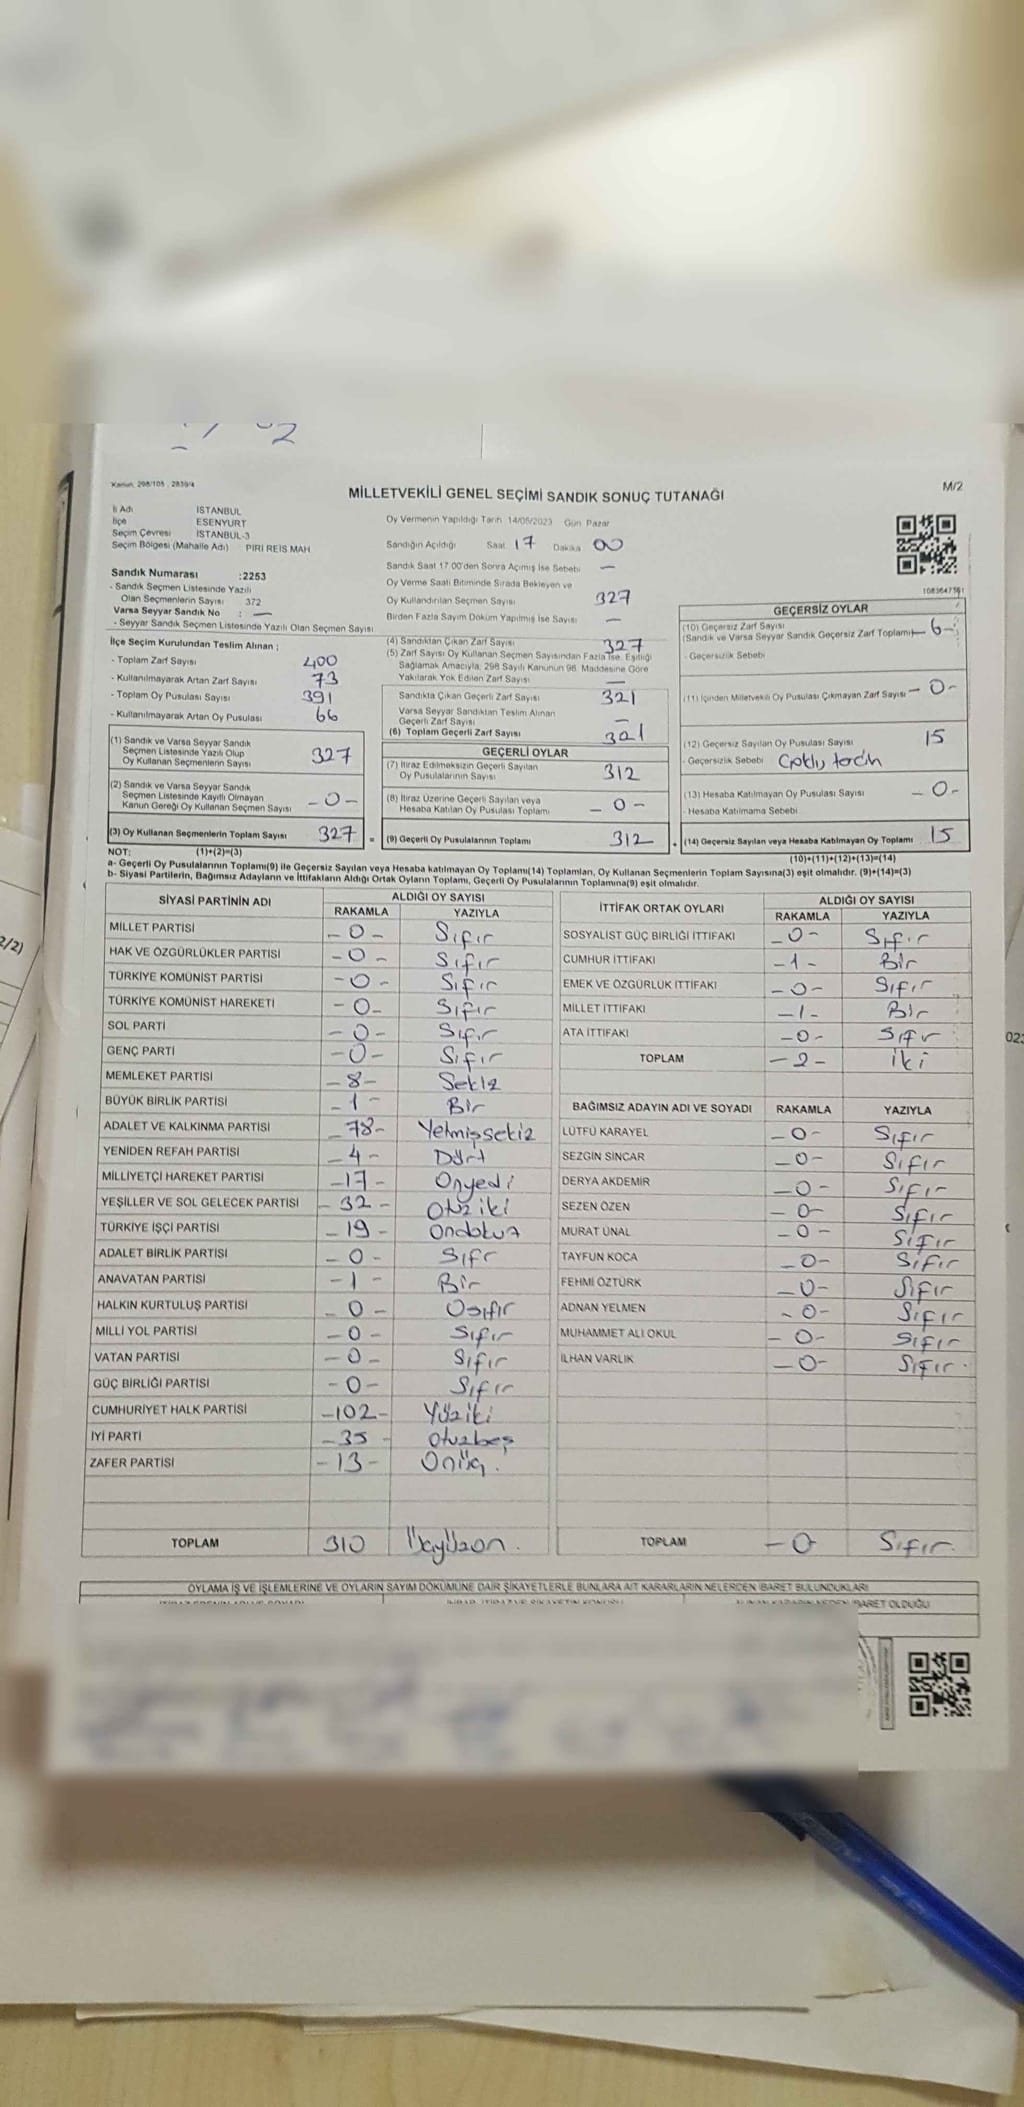 Kanun: 298/105 , 2839/4
MİLLETVEKİLİ GENEL SEÇİMİ SANDIK SONUÇ TUTANAĞI
M/2
İli Adı İSTANBUL
İlçe ESENYURT
Seçim Çevresi İSTANBUL-3
Seçim Bölgesi (Mahalle Adı) : PİRİ REİS MAH
Sandık Numarası :2253
- Sandık Seçmen Listesinde Yazılı
Olan Seçmenlerin Sayısı 372
Varsa Seyyar Sandık No : —
- Seyyar Sandık Seçmen Listesinde Yazılı Olan Seçmen Sayısı
Oy Vermenin Yapıldığı Tarih 14/05/2023 Gün Pazar
Sandığın Açıldığı Saat 17 Dakika 00
Sandık Saat 17.00'den Sonra Açımış İse Sebebi —
Oy Verme Saati Bitiminde Sırada Bekleyen ve
Oy Kullandırılan Seçmen Sayısı 327
Birden Fazla Sayım Döküm Yapılmış İse Sayısı —
1083647561
İlçe Seçim Kurulundan Teslim Alınan ;
- Toplam Zarf Sayısı 400
- Kullanılmayarak Artan Zarf Sayısı 73
- Toplam Oy Pusulası Sayısı 391
- Kullanılmayarak Artan Oy Pusulası 66
(1) Sandık ve Varsa Seyyar Sandık
Seçmen Listesinde Yazılı Olup
Oy Kullanan Seçmenlerin Sayısı 327
(2) Sandık ve Varsa Seyyar Sandık
Seçmen Listesinde Kayıtlı Olmayan
Kanun Gereği Oy Kullanan Seçmen Sayısı -0-
(3) Oy Kullanan Seçmenlerin Toplam Sayısı 327 =
(4) Sandıktan Çıkan Zarf Sayısı 327
(5) Zarf Sayısı Oy Kullanan Seçmen Sayısından Fazla İse, Eşitliği
Sağlamak Amacıyla, 298 Sayılı Kanunun 98. Maddesine Göre
Yakılarak Yok Edilen Zarf Sayısı —
Sandıkta Çıkan Geçerli Zarf Sayısı 321
Varsa Seyyar Sandıktan Teslim Alınan
Geçerli Zarf Sayısı —
(6) Toplam Geçerli Zarf Sayısı 321
GEÇERLİ OYLAR
(7) İtiraz Edilmeksizin Geçerli Sayılan
Oy Pusulalarının Sayısı 312
(8) İtiraz Üzerine Geçerli Sayılan veya
Hesaba Katılan Oy Pusulası Toplamı -0-
(9) Geçerli Oy Pusulalarının Toplamı 312 +
GEÇERSİZ OYLAR
(10) Geçersiz Zarf Sayısı
(Sandık ve Varsa Seyyar Sandık Geçersiz Zarf Toplamı) -6-
- Geçersizlik Sebebi
(11) İçinden Milletvekili Oy Pusulası Çıkmayan Zarf Sayısı -0-
(12) Geçersiz Sayılan Oy Pusulası Sayısı 15
- Geçersizlik Sebebi Çoklu tercih
(13) Hesaba Katılmayan Oy Pusulası Sayısı -0-
- Hesaba Katılmama Sebebi
(14) Geçersiz Sayılan veya Hesaba Katılmayan Oy Toplamı 15
NOT: (1)+(2)=(3) (10)+(11)+(12)+(13)=(14)
a- Geçerli Oy Pusulalarının Toplamı(9) ile Geçersiz Sayılan veya Hesaba katılmayan Oy Toplamı(14) Toplamları, Oy Kullanan Seçmenlerin Toplam Sayısına(3) eşit olmalıdır. (9)+(14)=(3)
b- Siyasi Partilerin, Bağımsız Adayların ve İttifakların Aldığı Ortak Oyların Toplamı, Geçerli Oy Pusulalarının Toplamına(9) eşit olmalıdır.
SİYASİ PARTİNİN ADI ALDIĞI OY SAYISI
RAKAMLA YAZIYLA
MİLLET PARTİSİ -0- Sıfır
HAK VE ÖZGÜRLÜKLER PARTİSİ -0- Sıfır
TÜRKİYE KOMÜNİST PARTİSİ -0- Sıfır
TÜRKİYE KOMÜNİST HAREKETİ -0- Sıfır
SOL PARTİ -0- Sıfır
GENÇ PARTİ -0- Sıfır
MEMLEKET PARTİSİ -8- Sekiz
BÜYÜK BİRLİK PARTİSİ -1- Bir
ADALET VE KALKINMA PARTİSİ -78- Yetmişsekiz
YENİDEN REFAH PARTİSİ -4- Dört
MİLLİYETÇİ HAREKET PARTİSİ -17- Onyedi
YEŞİLLER VE SOL GELECEK PARTİSİ -32- Otuziki
TÜRKİYE İŞÇİ PARTİSİ -19- Ondokuz
ADALET BİRLİK PARTİSİ -0- Sıfr
ANAVATAN PARTİSİ -1- Bir
HALKIN KURTULUŞ PARTİSİ -0- Osıfır
MİLLİ YOL PARTİSİ -0- Sıfır
VATAN PARTİSİ -0- Sıfır
GÜÇ BİRLİĞİ PARTİSİ -0- Sıfır
CUMHURİYET HALK PARTİSİ -102- Yüziki
İYİ PARTİ -35- Otuzbeş
ZAFER PARTİSİ -13- Onüç.
TOPLAM 310 Üçyüzon.
İTTİFAK ORTAK OYLARI ALDIĞI OY SAYISI
RAKAMLA YAZIYLA
SOSYALİST GÜÇ BİRLİĞİ İTTİFAKI -0- Sıfır
CUMHUR İTTİFAKI -1- Bir
EMEK VE ÖZGÜRLÜK İTTİFAKI -0- Sıfır
MİLLET İTTİFAKI -1- Bir
ATA İTTİFAKI -0- Sıfır
TOPLAM -2- iki
BAĞIMSIZ ADAYIN ADI VE SOYADI RAKAMLA YAZIYLA
LÜTFÜ KARAYEL -0- Sıfır
SEZGİN SİNCAR -0- Sıfır
DERYA AKDEMİR -0- Sıfır
SEZEN ÖZEN -0- Sıfır
MURAT ÜNAL -0- Sıfır
TAYFUN KOCA -0- Sıfır
FEHMİ ÖZTÜRK -0- Sıfır
ADNAN YELMEN -0- Sıfır
MUHAMMET ALİ OKUL -0- Sıfır
İLHAN VARLIK -0- Sıfır.
TOPLAM -0 Sıfır.
OYLAMA İŞ VE İŞLEMLERİNE VE OYLARIN SAYIM DÖKÜMÜNE DAİR ŞİKAYETLERLE BUNLARA AİT KARARLARIN NELERDEN İBARET BULUNDUKLARI
İBARET OLDUĞU